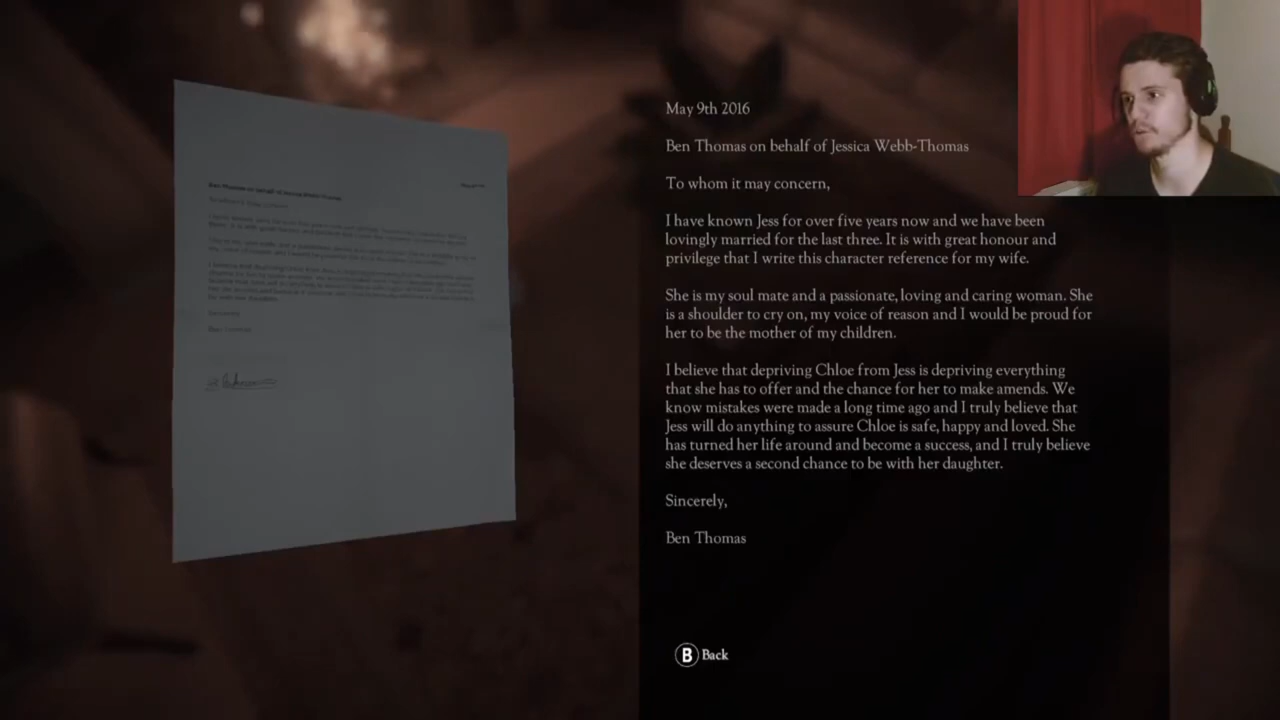 May 9th 2016
Ben Thomas on behalf of Jessica Webb-Thomas
To whom it may concern,
I have known Jess for over five years now and we have been
lovingly married for the last three. It is with great honour and
privilege that I write this character reference for my wife.
She is my soul mate and a passionate, loving and caring woman. She
is a shoulder to cry on, my voice of reason and I would be proud for
her to be the mother of my children.
I believe that depriving Chloe from Jess is depriving everything
that she has to offer and the chance for her to make amends. We
know mistakes were made a long time ago and I truly believe that
Jess will do anything to assure Chloe is safe, happy and loved. She
has turned her life around and become a success, and I truly believe
she deserves a second chance to be with her daughter.
Sincerely,
Ben Thomas
B Back